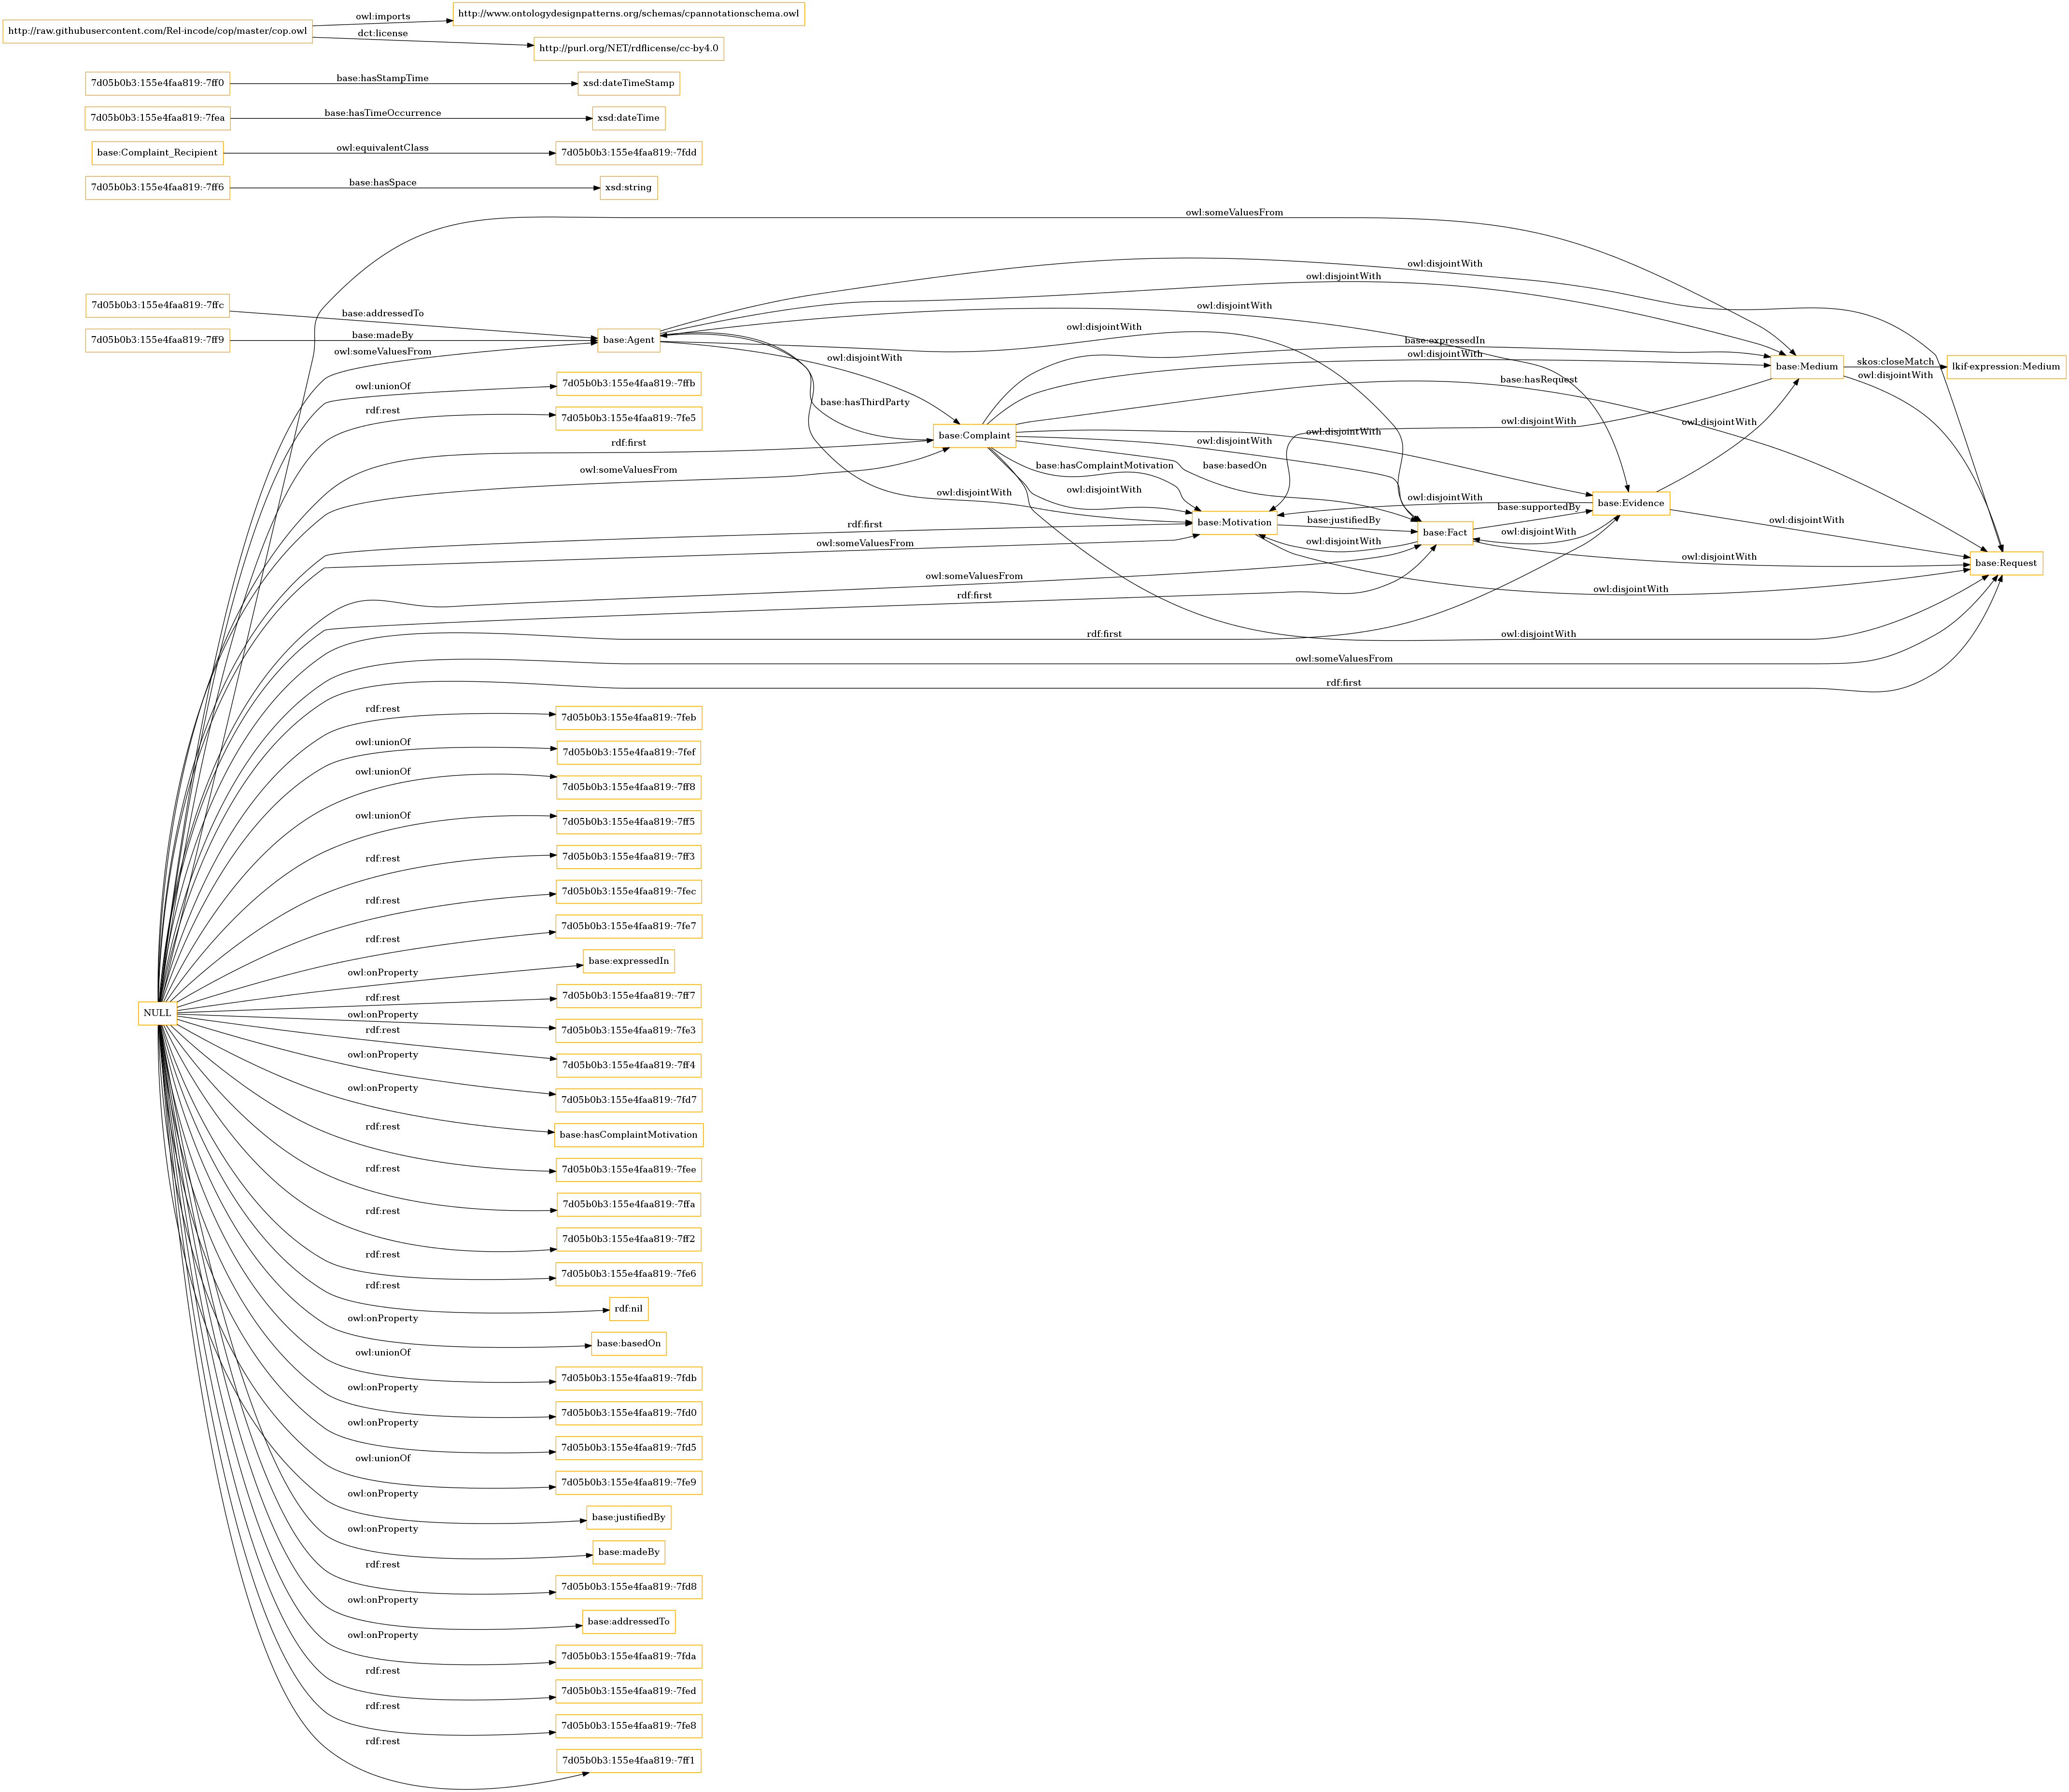 owl:imports
http://www.ontologydesignpatterns.org/schemas/cpannotationschema.owl
http://raw.githubusercontent.com/Rel-incode/cop/master/cop.owl
dct:license
http://purl.org/NET/rdflicense/cc-by4.0
7d05b0b3:155e4faa819:-7ff0
base:hasStampTime
xsd:dateTimeStamp
7d05b0b3:155e4faa819:-7fea
base:hasTimeOccurrence
xsd:dateTime
base:Complaint_Recipient
owl:equivalentClass
7d05b0b3:155e4faa819:-7fdd
7d05b0b3:155e4faa819:-7ff6
base:hasSpace
xsd:string
owl:someValuesFrom
owl:disjointWith
owl:disjointWith
7d05b0b3:155e4faa819:-7ffc
base:addressedTo
owl:disjointWith
owl:disjointWith
7d05b0b3:155e4faa819:-7ff9
base:madeBy
base:Agent
base:expressedIn
owl:someValuesFrom
owl:disjointWith
owl:disjointWith
base:Medium
skos:closeMatch
lkif-expression:Medium
owl:disjointWith
owl:unionOf
7d05b0b3:155e4faa819:-7ffb
base:hasRequest
base:hasThirdParty
rdf:rest
7d05b0b3:155e4faa819:-7fe5
owl:disjointWith
owl:disjointWith
base:Complaint
owl:disjointWith
rdf:first
owl:disjointWith
owl:someValuesFrom
base:hasComplaintMotivation
base:basedOn
owl:disjointWith
owl:disjointWith
owl:disjointWith
base:Evidence
base:supportedBy
rdf:first
base:Motivation
base:justifiedBy
base:Fact
owl:disjointWith
owl:disjointWith
owl:someValuesFrom
owl:disjointWith
owl:disjointWith
base:Request
owl:someValuesFrom
owl:disjointWith
rdf:first
rdf:first
owl:disjointWith
owl:someValuesFrom
rdf:first
rdf:rest
7d05b0b3:155e4faa819:-7feb
owl:unionOf
7d05b0b3:155e4faa819:-7fef
owl:unionOf
7d05b0b3:155e4faa819:-7ff8
owl:unionOf
7d05b0b3:155e4faa819:-7ff5
rdf:rest
7d05b0b3:155e4faa819:-7ff3
rdf:rest
7d05b0b3:155e4faa819:-7fec
rdf:rest
7d05b0b3:155e4faa819:-7fe7
owl:onProperty
base:expressedIn
rdf:rest
7d05b0b3:155e4faa819:-7ff7
NULL
owl:onProperty
7d05b0b3:155e4faa819:-7fe3
rdf:rest
7d05b0b3:155e4faa819:-7ff4
owl:onProperty
7d05b0b3:155e4faa819:-7fd7
owl:onProperty
base:hasComplaintMotivation
rdf:rest
7d05b0b3:155e4faa819:-7fee
rdf:rest
7d05b0b3:155e4faa819:-7ffa
rdf:rest
7d05b0b3:155e4faa819:-7ff2
rdf:rest
7d05b0b3:155e4faa819:-7fe6
rdf:rest
rdf:nil
owl:onProperty
base:basedOn
owl:unionOf
7d05b0b3:155e4faa819:-7fdb
owl:onProperty
7d05b0b3:155e4faa819:-7fd0
owl:onProperty
7d05b0b3:155e4faa819:-7fd5
owl:unionOf
7d05b0b3:155e4faa819:-7fe9
owl:onProperty
base:justifiedBy
owl:onProperty
base:madeBy
rdf:rest
7d05b0b3:155e4faa819:-7fd8
owl:onProperty
base:addressedTo
owl:onProperty
7d05b0b3:155e4faa819:-7fda
rdf:rest
7d05b0b3:155e4faa819:-7fed
rdf:rest
7d05b0b3:155e4faa819:-7fe8
rdf:rest
7d05b0b3:155e4faa819:-7ff1